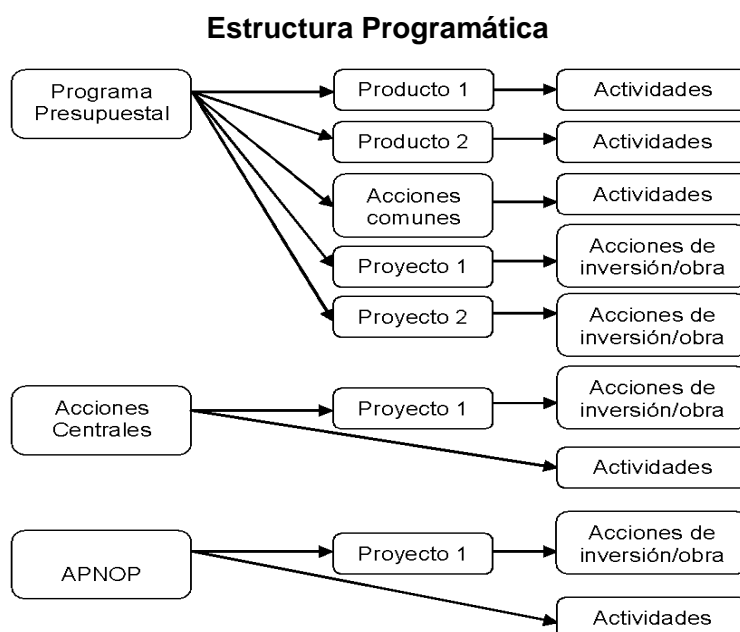 Estructura Programática
Programa
Presupuestal
Producto 1
Actividades
Producto 2
Actividades
Acciones
comunes
Actividades
Proyecto 1
Acciones de
inversión/obra
Proyecto 2
Acciones de
inversión/obra
Acciones
Centrales
Proyecto 1
Acciones de
inversión/obra
Actividades
APNOP
Proyecto 1
Acciones de
inversión/obra
Actividades